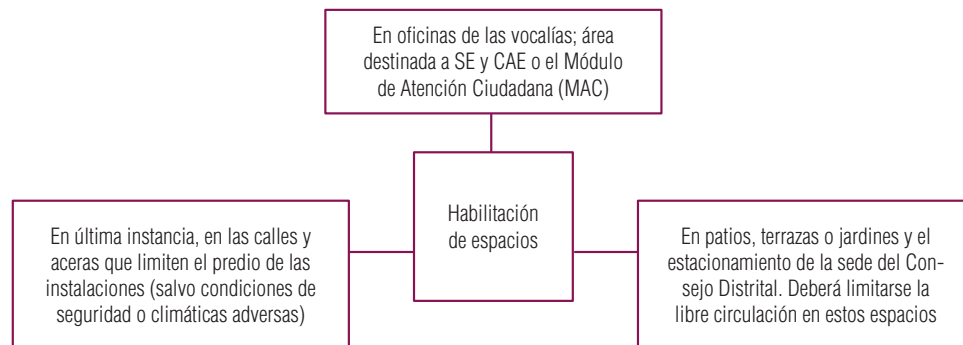 En oficinas de las vocalías; área
destinada a SE y CAE o el Módulo
de Atención Ciudadana (MAC)
Habilitación
de espacios
En última instancia, en las calles y
aceras que limiten el predio de las
instalaciones (salvo condiciones de
seguridad o climáticas adversas)
En patios, terrazas o jardines y el
estacionamiento de la sede del Con-
sejo Distrital. Deberá limitarse la
libre circulación en estos espacios